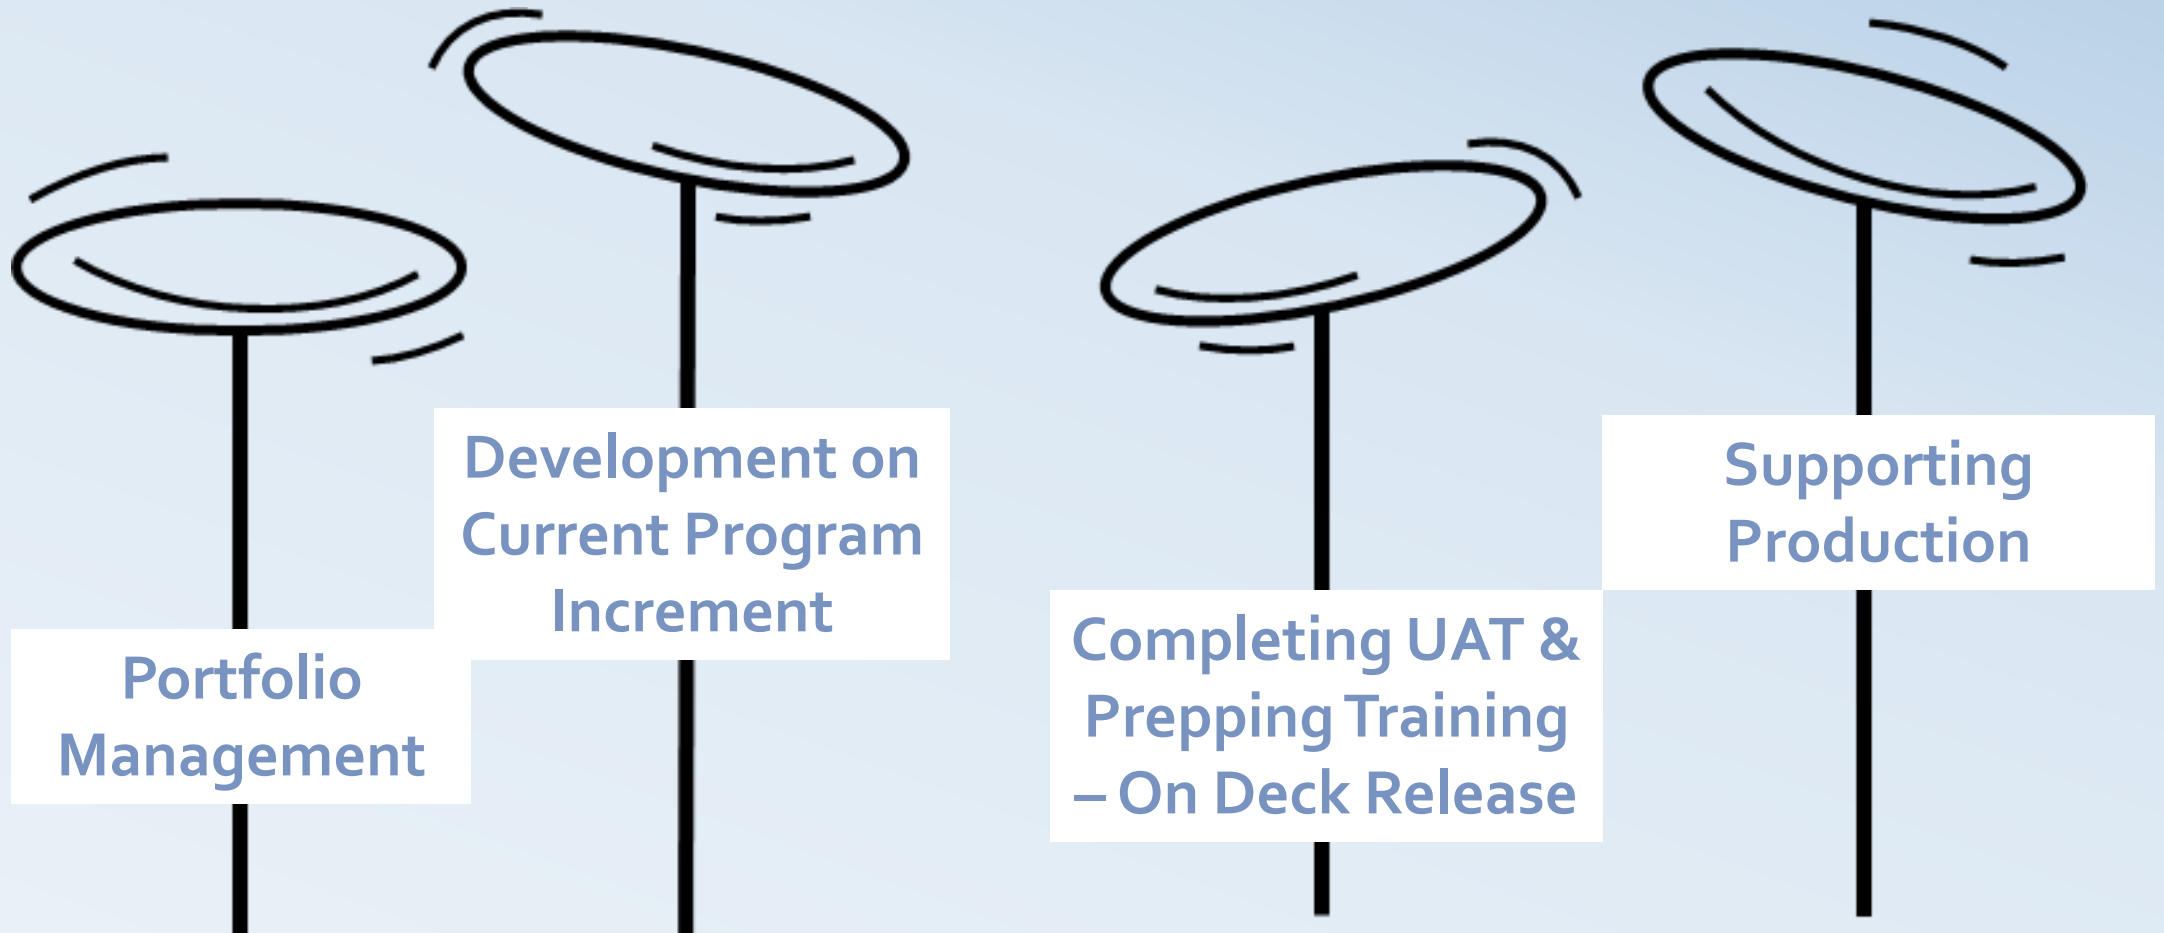 Portfolio
Management
Development on
Current Program
Increment
Completing UAT &
Prepping Training
– On Deck Release
Supporting
Production